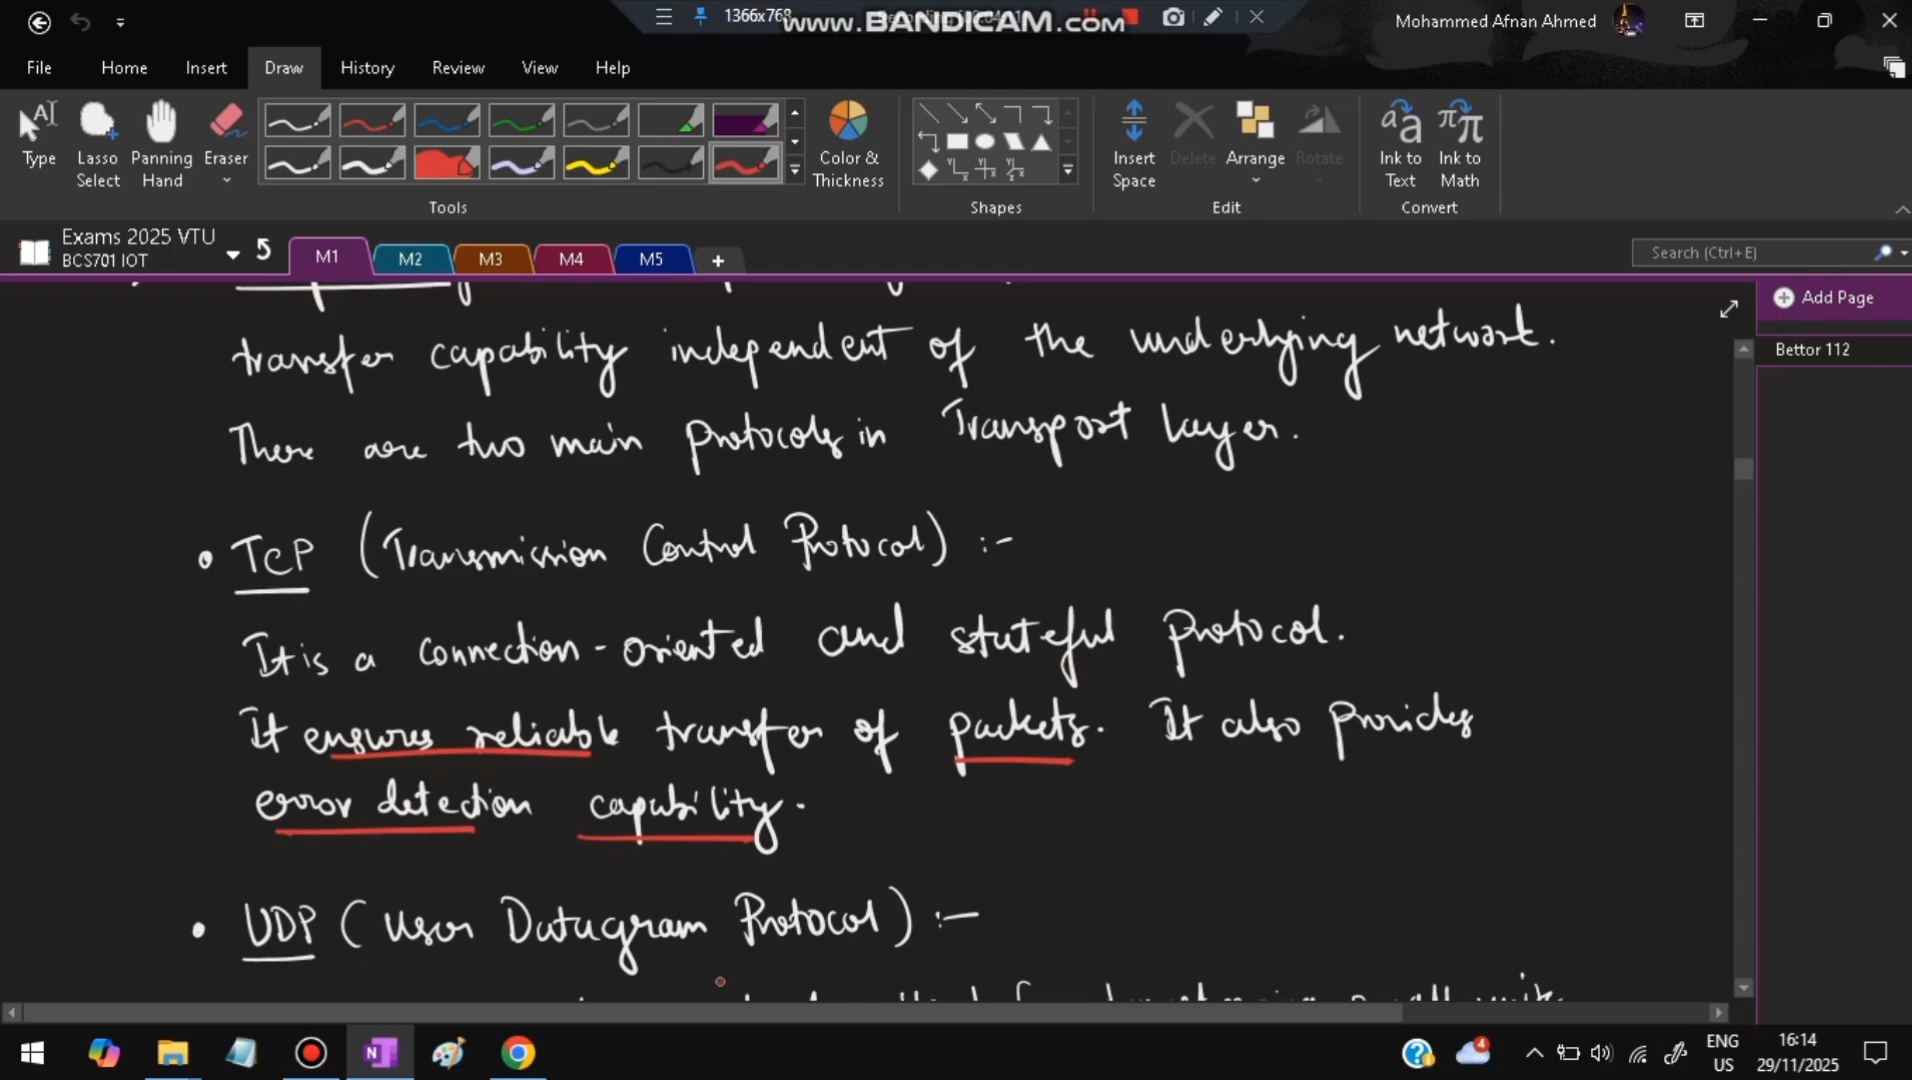 1366x768
www.BANDICAM.com
Mohammed Afnan Ahmed
File Home Insert Draw History Review View Help
Type
Lasso Select
Panning Hand
Eraser
Color & Thickness
Insert Space
Delete
Arrange
Rotate
Ink to Text
Ink to Math
Tools
Shapes
Edit
Convert
Exams 2025 VTU
BCS701 IOT
M1 M2 M3 M4 M5 +
Search (Ctrl+E)
Add Page
Bettor 112
transfer capability independent of the underlying network.
There are two main protocols in Transport layer.
• TCP (Transmission Control Protocol) :-
It is a connection-oriented and stateful protocol.
It ensures reliable transfer of packets. It also provides
error detection capability.
• UDP (User Datagram Protocol) :-
4
ENG
US
16:14
29/11/2025